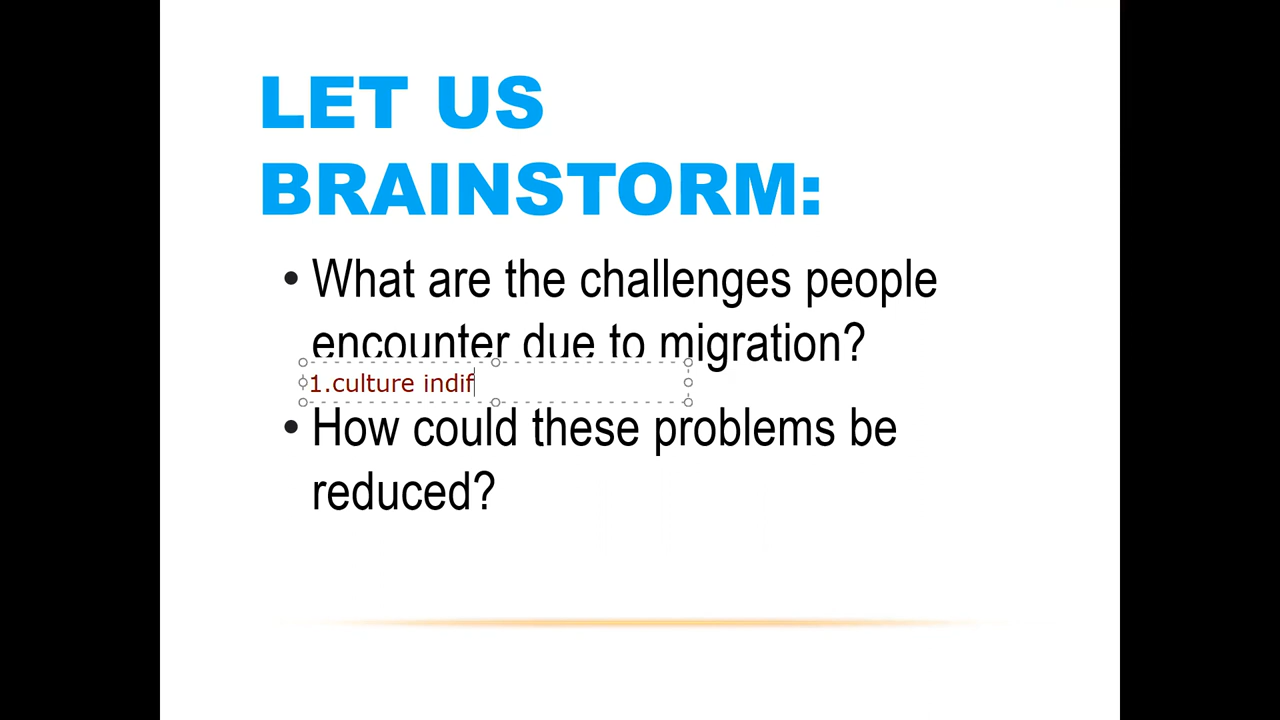 LET US
BRAINSTORM:
• What are the challenges people
encounter due to migration?
1.culture indif
• How could these problems be
reduced?